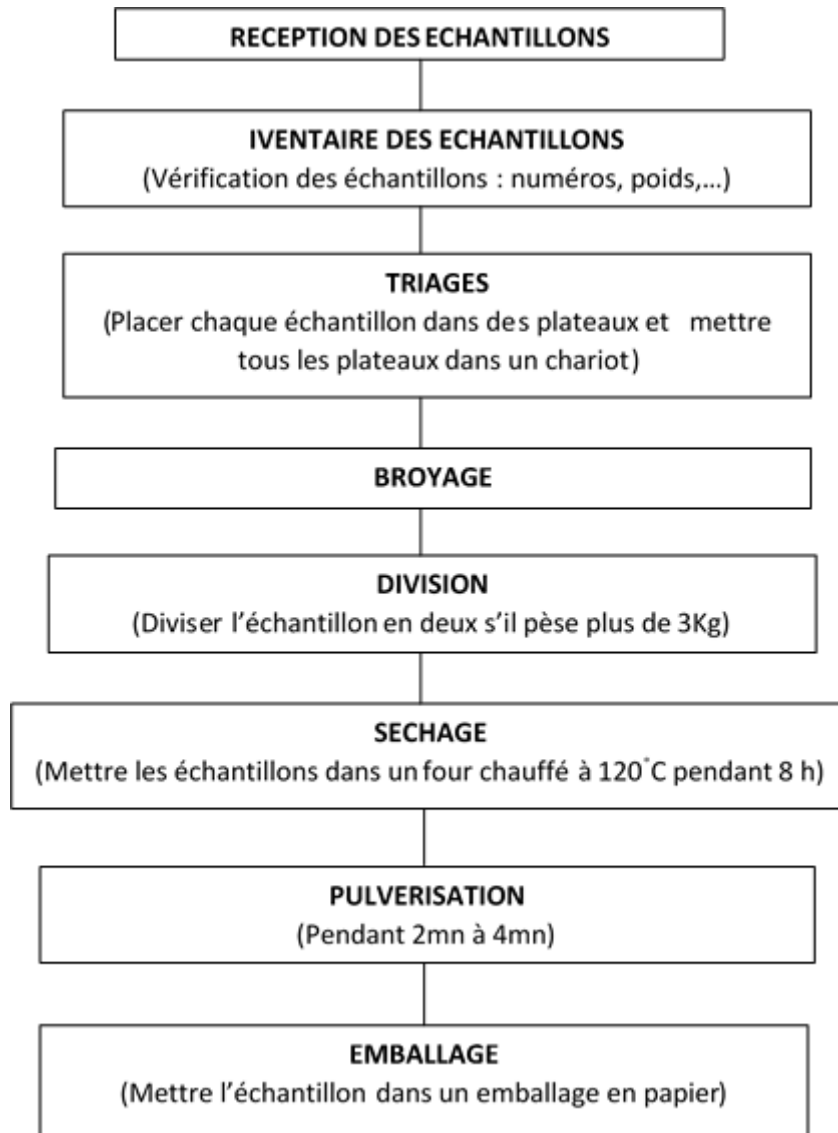 RECEPTION DES ECHANTILLONS
IVENTAIRE DES ECHANTILLONS
(Vérification des échantillons : numéros, poids,…)
TRIAGES
(Placer chaque échantillon dans des plateaux et mettre
tous les plateaux dans un chariot)
BROYAGE
DIVISION
(Diviser l’échantillon en deux s’il pèse plus de 3Kg)
SECHAGE
(Mettre les échantillons dans un four chauffé à 120°C pendant 8 h)
PULVERISATION
(Pendant 2mn à 4mn)
EMBALLAGE
(Mettre l’échantillon dans un emballage en papier)